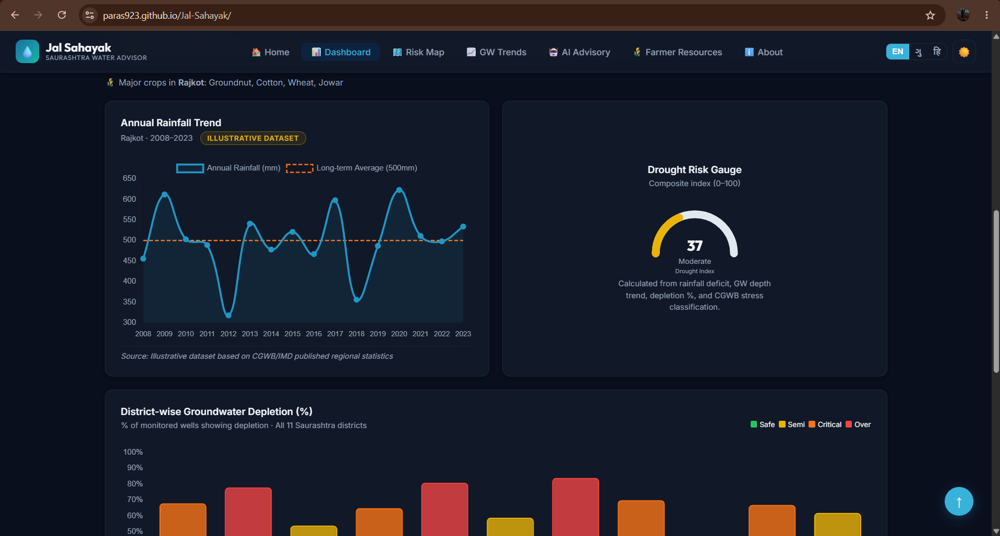 paras923.github.io/Jal-Sahayak/
Jal Sahayak
SAURASHTRA WATER ADVISOR
Home
Dashboard
Risk Map
GW Trends
AI Advisory
Farmer Resources
About
EN
ગુ
हि
Major crops in Rajkot: Groundnut, Cotton, Wheat, Jowar
Annual Rainfall Trend
Rajkot · 2008–2023 ILLUSTRATIVE DATASET
Annual Rainfall (mm) Long-term Average (500mm)
650
600
550
500
450
400
350
300
2008 2009 2010 2011 2012 2013 2014 2015 2016 2017 2018 2019 2020 2021 2022 2023
Source: Illustrative dataset based on CGWB/IMD published regional statistics
Drought Risk Gauge
Composite index (0–100)
37
Moderate
Drought Index
Calculated from rainfall deficit, GW depth
trend, depletion %, and CGWB stress
classification.
District-wise Groundwater Depletion (%)
% of monitored wells showing depletion · All 11 Saurashtra districts
Safe Semi Critical Over
100%
90%
80%
70%
60%
50%